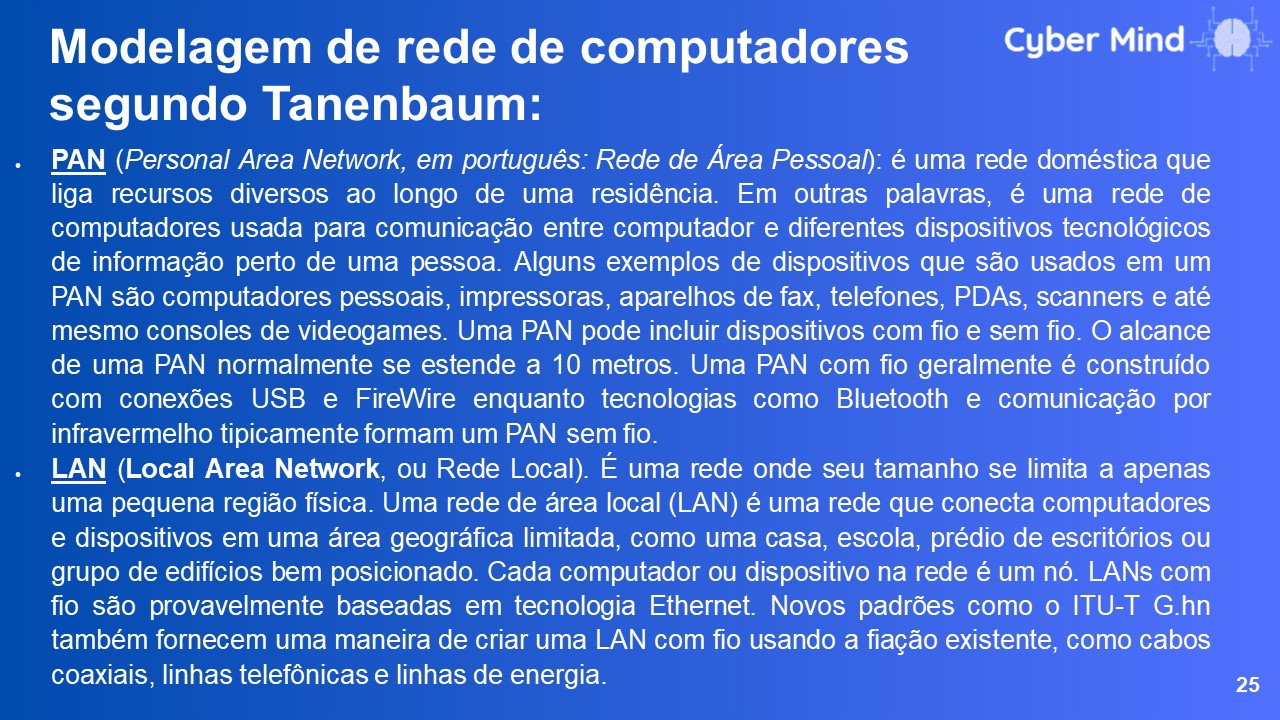 Modelagem de rede de computadores
segundo Tanenbaum:
Cyber Mind
• PAN (Personal Area Network, em português: Rede de Área Pessoal): é uma rede doméstica que
liga recursos diversos ao longo de uma residência. Em outras palavras, é uma rede de
computadores usada para comunicação entre computador e diferentes dispositivos tecnológicos
de informação perto de uma pessoa. Alguns exemplos de dispositivos que são usados em um
PAN são computadores pessoais, impressoras, aparelhos de fax, telefones, PDAs, scanners e até
mesmo consoles de videogames. Uma PAN pode incluir dispositivos com fio e sem fio. O alcance
de uma PAN normalmente se estende a 10 metros. Uma PAN com fio geralmente é construído
com conexões USB e FireWire enquanto tecnologias como Bluetooth e comunicação por
infravermelho tipicamente formam um PAN sem fio.
• LAN (Local Area Network, ou Rede Local). É uma rede onde seu tamanho se limita a apenas
uma pequena região física. Uma rede de área local (LAN) é uma rede que conecta computadores
e dispositivos em uma área geográfica limitada, como uma casa, escola, prédio de escritórios ou
grupo de edifícios bem posicionado. Cada computador ou dispositivo na rede é um nó. LANs com
fio são provavelmente baseadas em tecnologia Ethernet. Novos padrões como o ITU-T G.hn
também fornecem uma maneira de criar uma LAN com fio usando a fiação existente, como cabos
coaxiais, linhas telefônicas e linhas de energia.
25